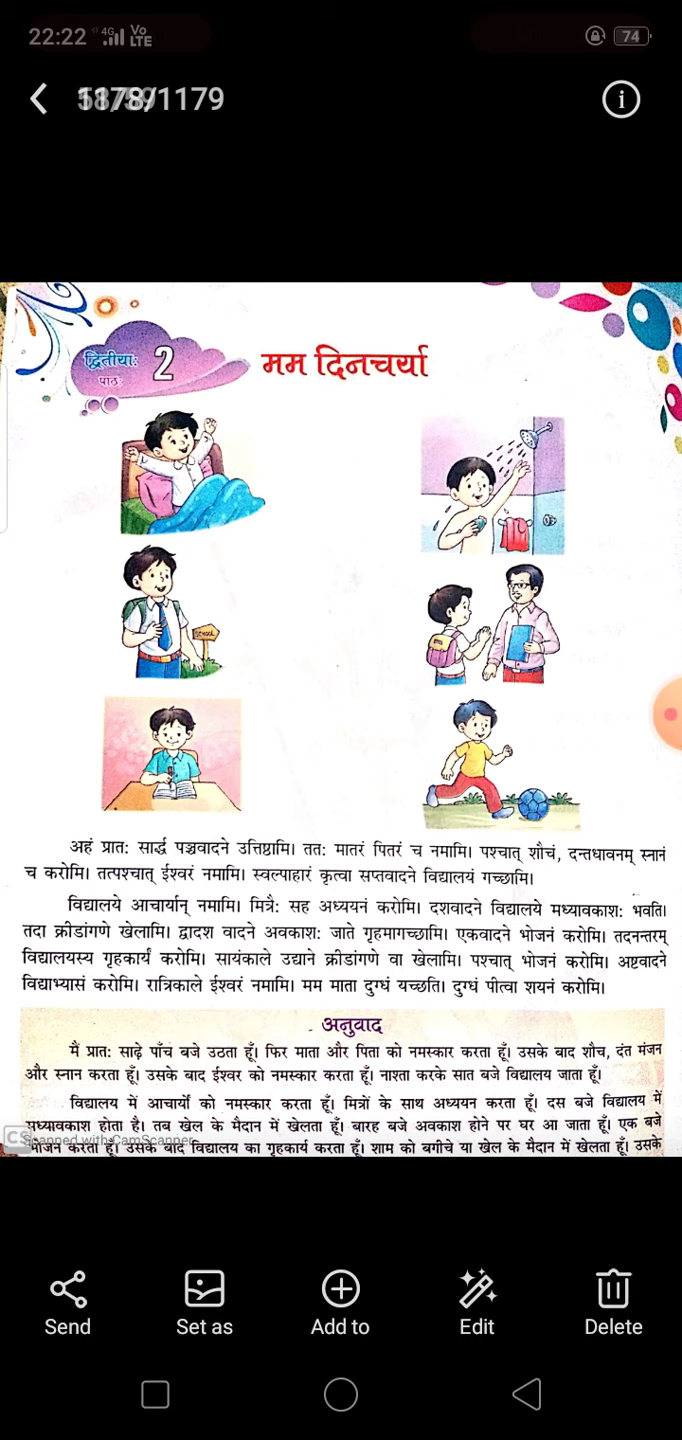 22:22 4G Vo LTE 74
/1179
द्वितीयाः 2
पाठः
मम दिनचर्या
SCHOOL
अहं प्रातः सार्द्ध पञ्चवादने उत्तिष्ठामि। ततः मातरं पितरं च नमामि। पश्चात् शौचं, दन्तधावनम् स्नानं
च करोमि। तत्पश्चात् ईश्वरं नमामि। स्वल्पाहारं कृत्वा सप्तवादने विद्यालयं गच्छामि।
विद्यालये आचार्यान् नमामि। मित्रैः सह अध्ययनं करोमि। दशवादने विद्यालये मध्यावकाशः भवति।
तदा क्रीडांगणे खेलामि। द्वादश वादने अवकाशः जाते गृहमागच्छामि। एकवादने भोजनं करोमि। तदनन्तरम्
विद्यालयस्य गृहकार्यं करोमि। सायंकाले उद्याने क्रीडांगणे वा खेलामि। पश्चात् भोजनं करोमि। अष्टवादने
विद्याभ्यासं करोमि। रात्रिकाले ईश्वरं नमामि। मम माता दुग्धं यच्छति। दुग्धं पीत्वा शयनं करोमि।
अनुवाद
मैं प्रातः साढ़े पाँच बजे उठता हूँ। फिर माता और पिता को नमस्कार करता हूँ। उसके बाद शौच, दंत मंजन
और स्नान करता हूँ। उसके बाद ईश्वर को नमस्कार करता हूँ। नाश्ता करके सात बजे विद्यालय जाता हूँ।
विद्यालय में आचार्यों को नमस्कार करता हूँ। मित्रों के साथ अध्ययन करता हूँ। दस बजे विद्यालय में
मध्यावकाश होता है। तब खेल के मैदान में खेलता हूँ। बारह बजे अवकाश होने पर घर आ जाता हूँ। एक बजे
CS Scanned with CamScanner
भोजन करता हूँ। उसके बाद विद्यालय का गृहकार्य करता हूँ। शाम को बगीचे या खेल के मैदान में खेलता हूँ। उसके
Send Set as Add to Edit Delete